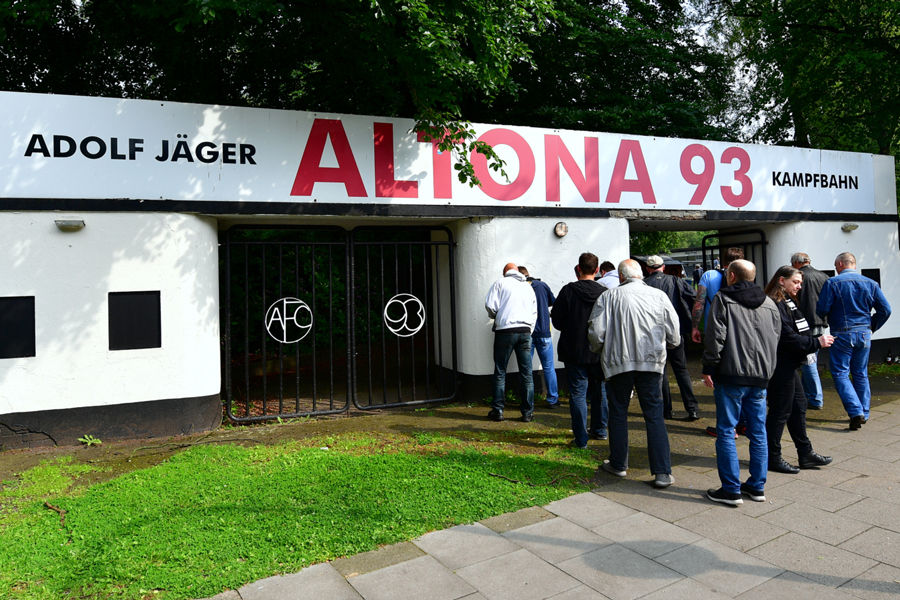 ADOLF JÄGER ALTONA 93 KAMPFBAHN
AFC 93